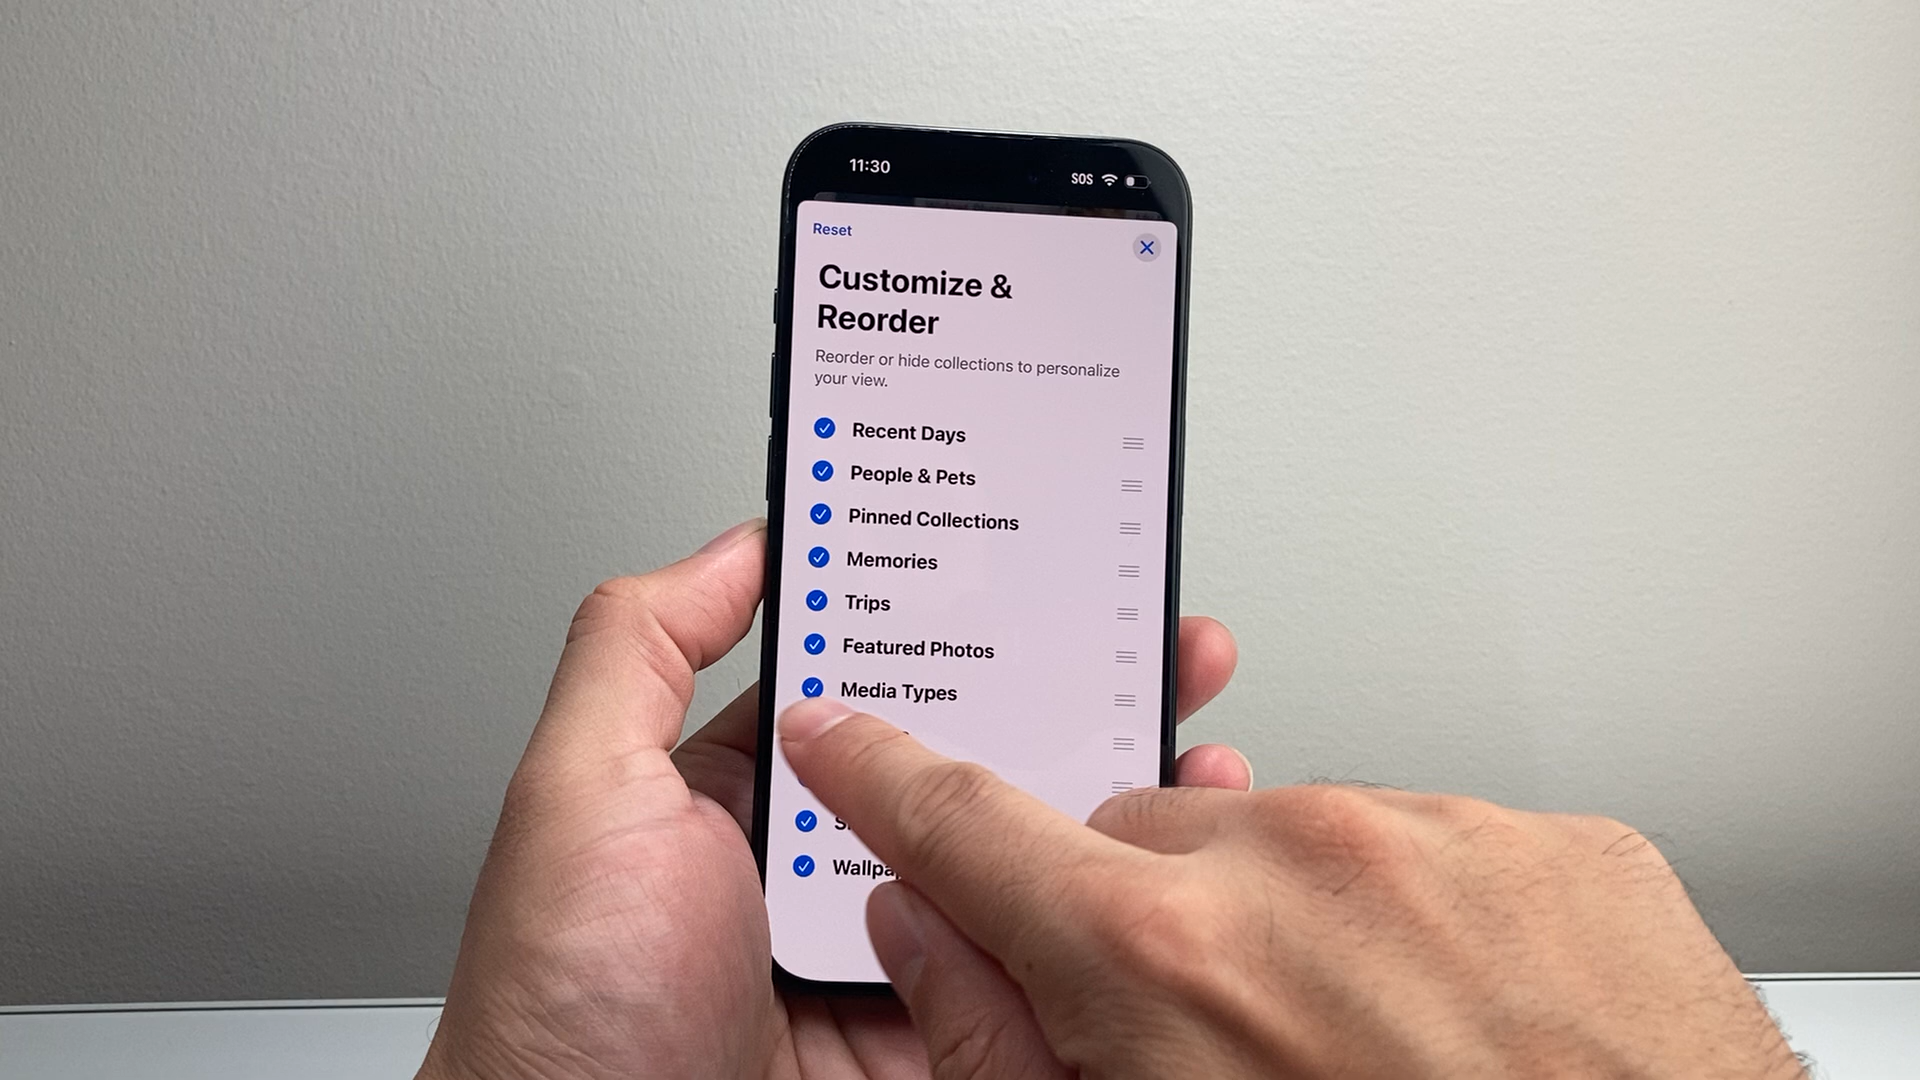 11:30
SOS
Reset
Customize &
Reorder
Reorder or hide collections to personalize
your view.
Recent Days
People & Pets
Pinned Collections
Memories
Trips
Featured Photos
Media Types